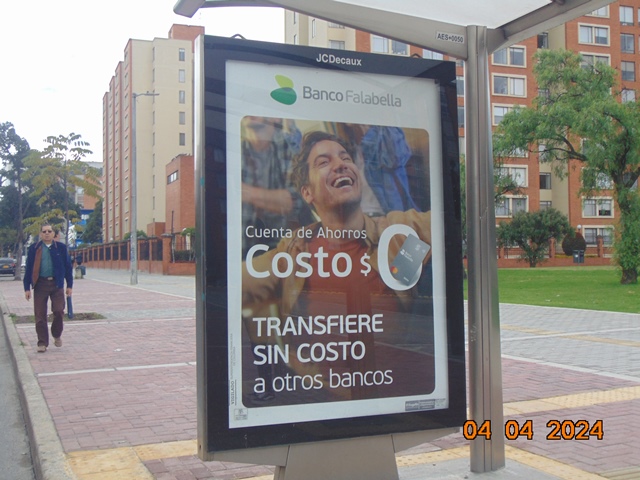 AES+0050
JCDecaux
Banco Falabella
Cuenta de Ahorros
Costo $0
TRANSFIERE
SIN COSTO
a otros bancos
04 04 2024